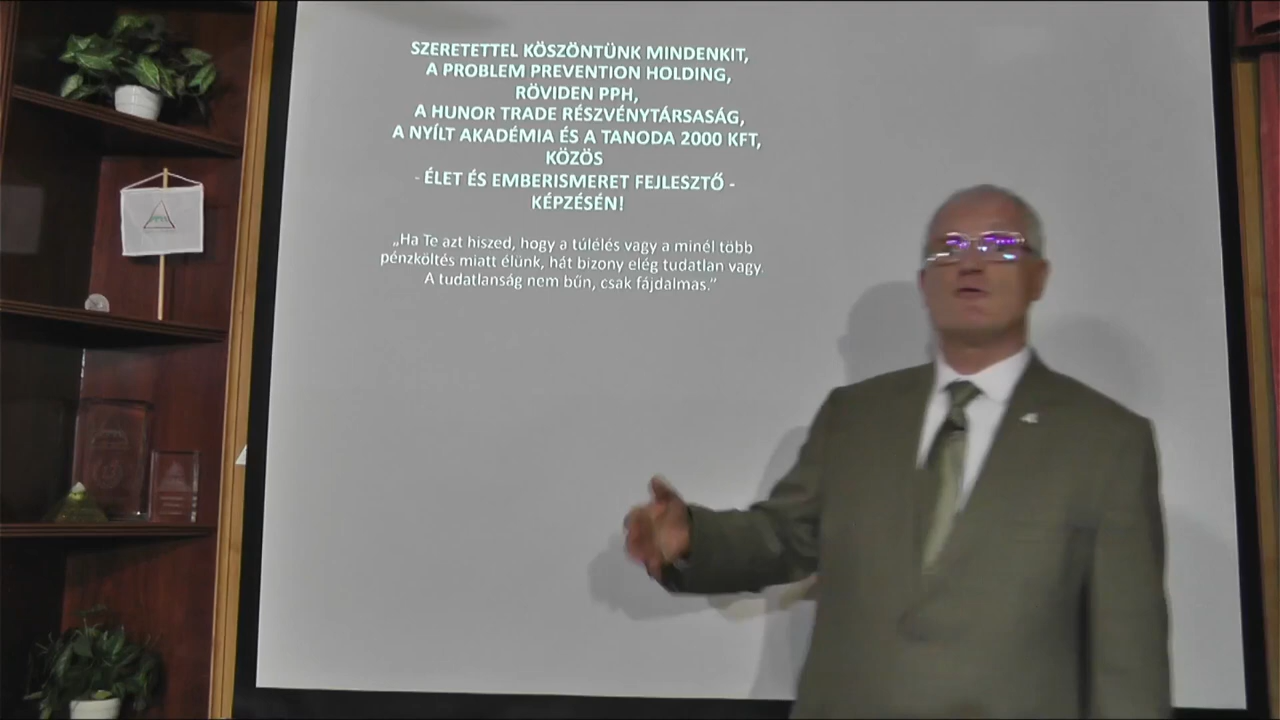 SZERETETTEL KÖSZÖNTÜNK MINDENKIT,
A PROBLEM PREVENTION HOLDING,
RÖVIDEN PPH,
A HUNOR TRADE RÉSZVÉNYTÁRSASÁG,
A NYÍLT AKADÉMIA ÉS A TANODA 2000 KFT,
KÖZÖS
- ÉLET ÉS EMBERISMERET FEJLESZTŐ -
KÉPZÉSÉN!
„Ha Te azt hiszed, hogy a túlélés vagy a minél több
pénzköltés miatt élünk, hát bizony elég tudatlan vagy.
A tudatlanság nem bűn, csak fájdalmas.”